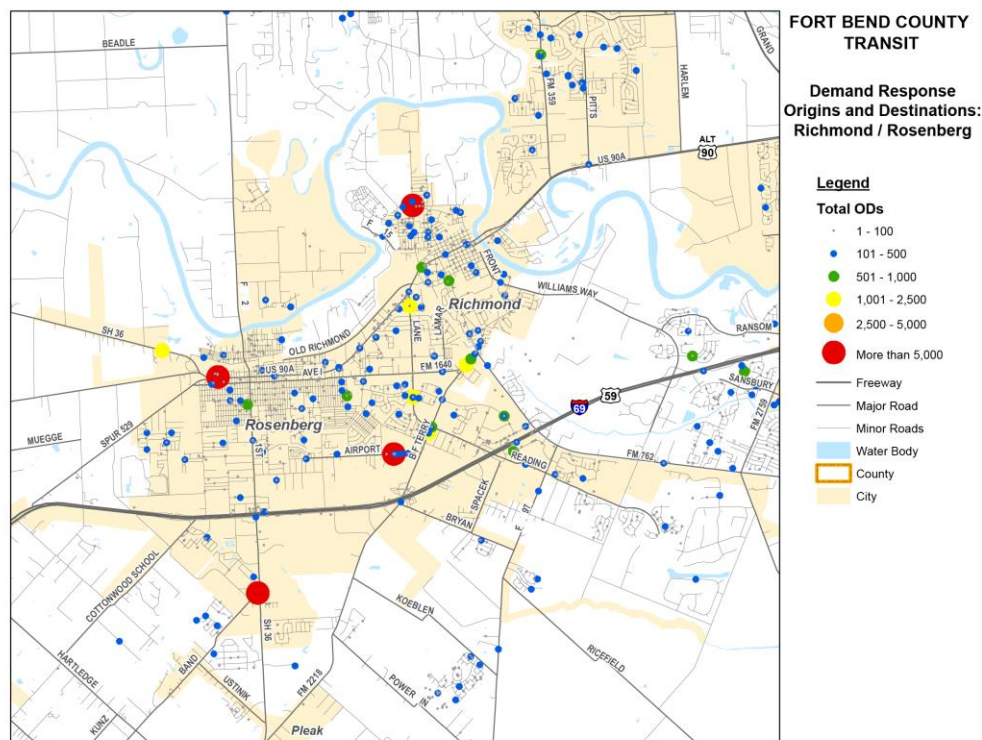 FORT BEND COUNTY
TRANSIT
Demand Response
Origins and Destinations:
Richmond / Rosenberg
Legend
Total ODs
1 - 100
101 - 500
501 - 1,000
1,001 - 2,500
2,500 - 5,000
More than 5,000
Freeway
Major Road
Minor Roads
Water Body
County
City
BEADLE
GRAND
HARLEM
FM 359
PITTS
ALT
90
US 90A
F 15
F 2
FRONT
WILLIAMS WAY
Richmond
SH 36
OLD RICHMOND
LANE
LAMAR
RANSOM
US 90A
AVE I
FM 1640
59
69
SANSBURY
FM 2759
MUEGGE
SPUR 529
Rosenberg
1ST
AIRPORT
B F TERRY
READING
FM 762
SPACEK
F 91
BRYAN
COTTONWOOD SCHOOL
KOEBLEN
SH 36
BAND
HARTLEDGE
RICEFIELD
USTINIK
FM 2218
POWER
KUNZ
Pleak